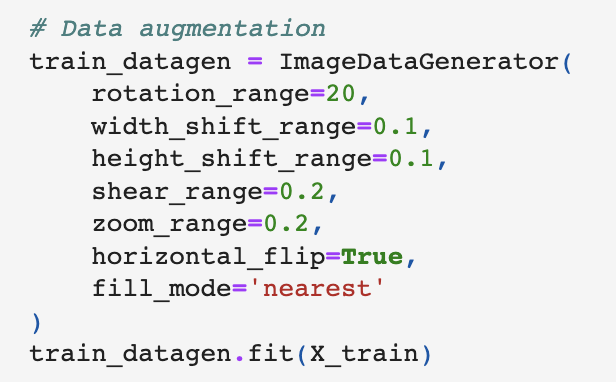 # Data augmentation
train_datagen = ImageDataGenerator(
    rotation_range=20,
    width_shift_range=0.1,
    height_shift_range=0.1,
    shear_range=0.2,
    zoom_range=0.2,
    horizontal_flip=True,
    fill_mode='nearest'
)
train_datagen.fit(X_train)